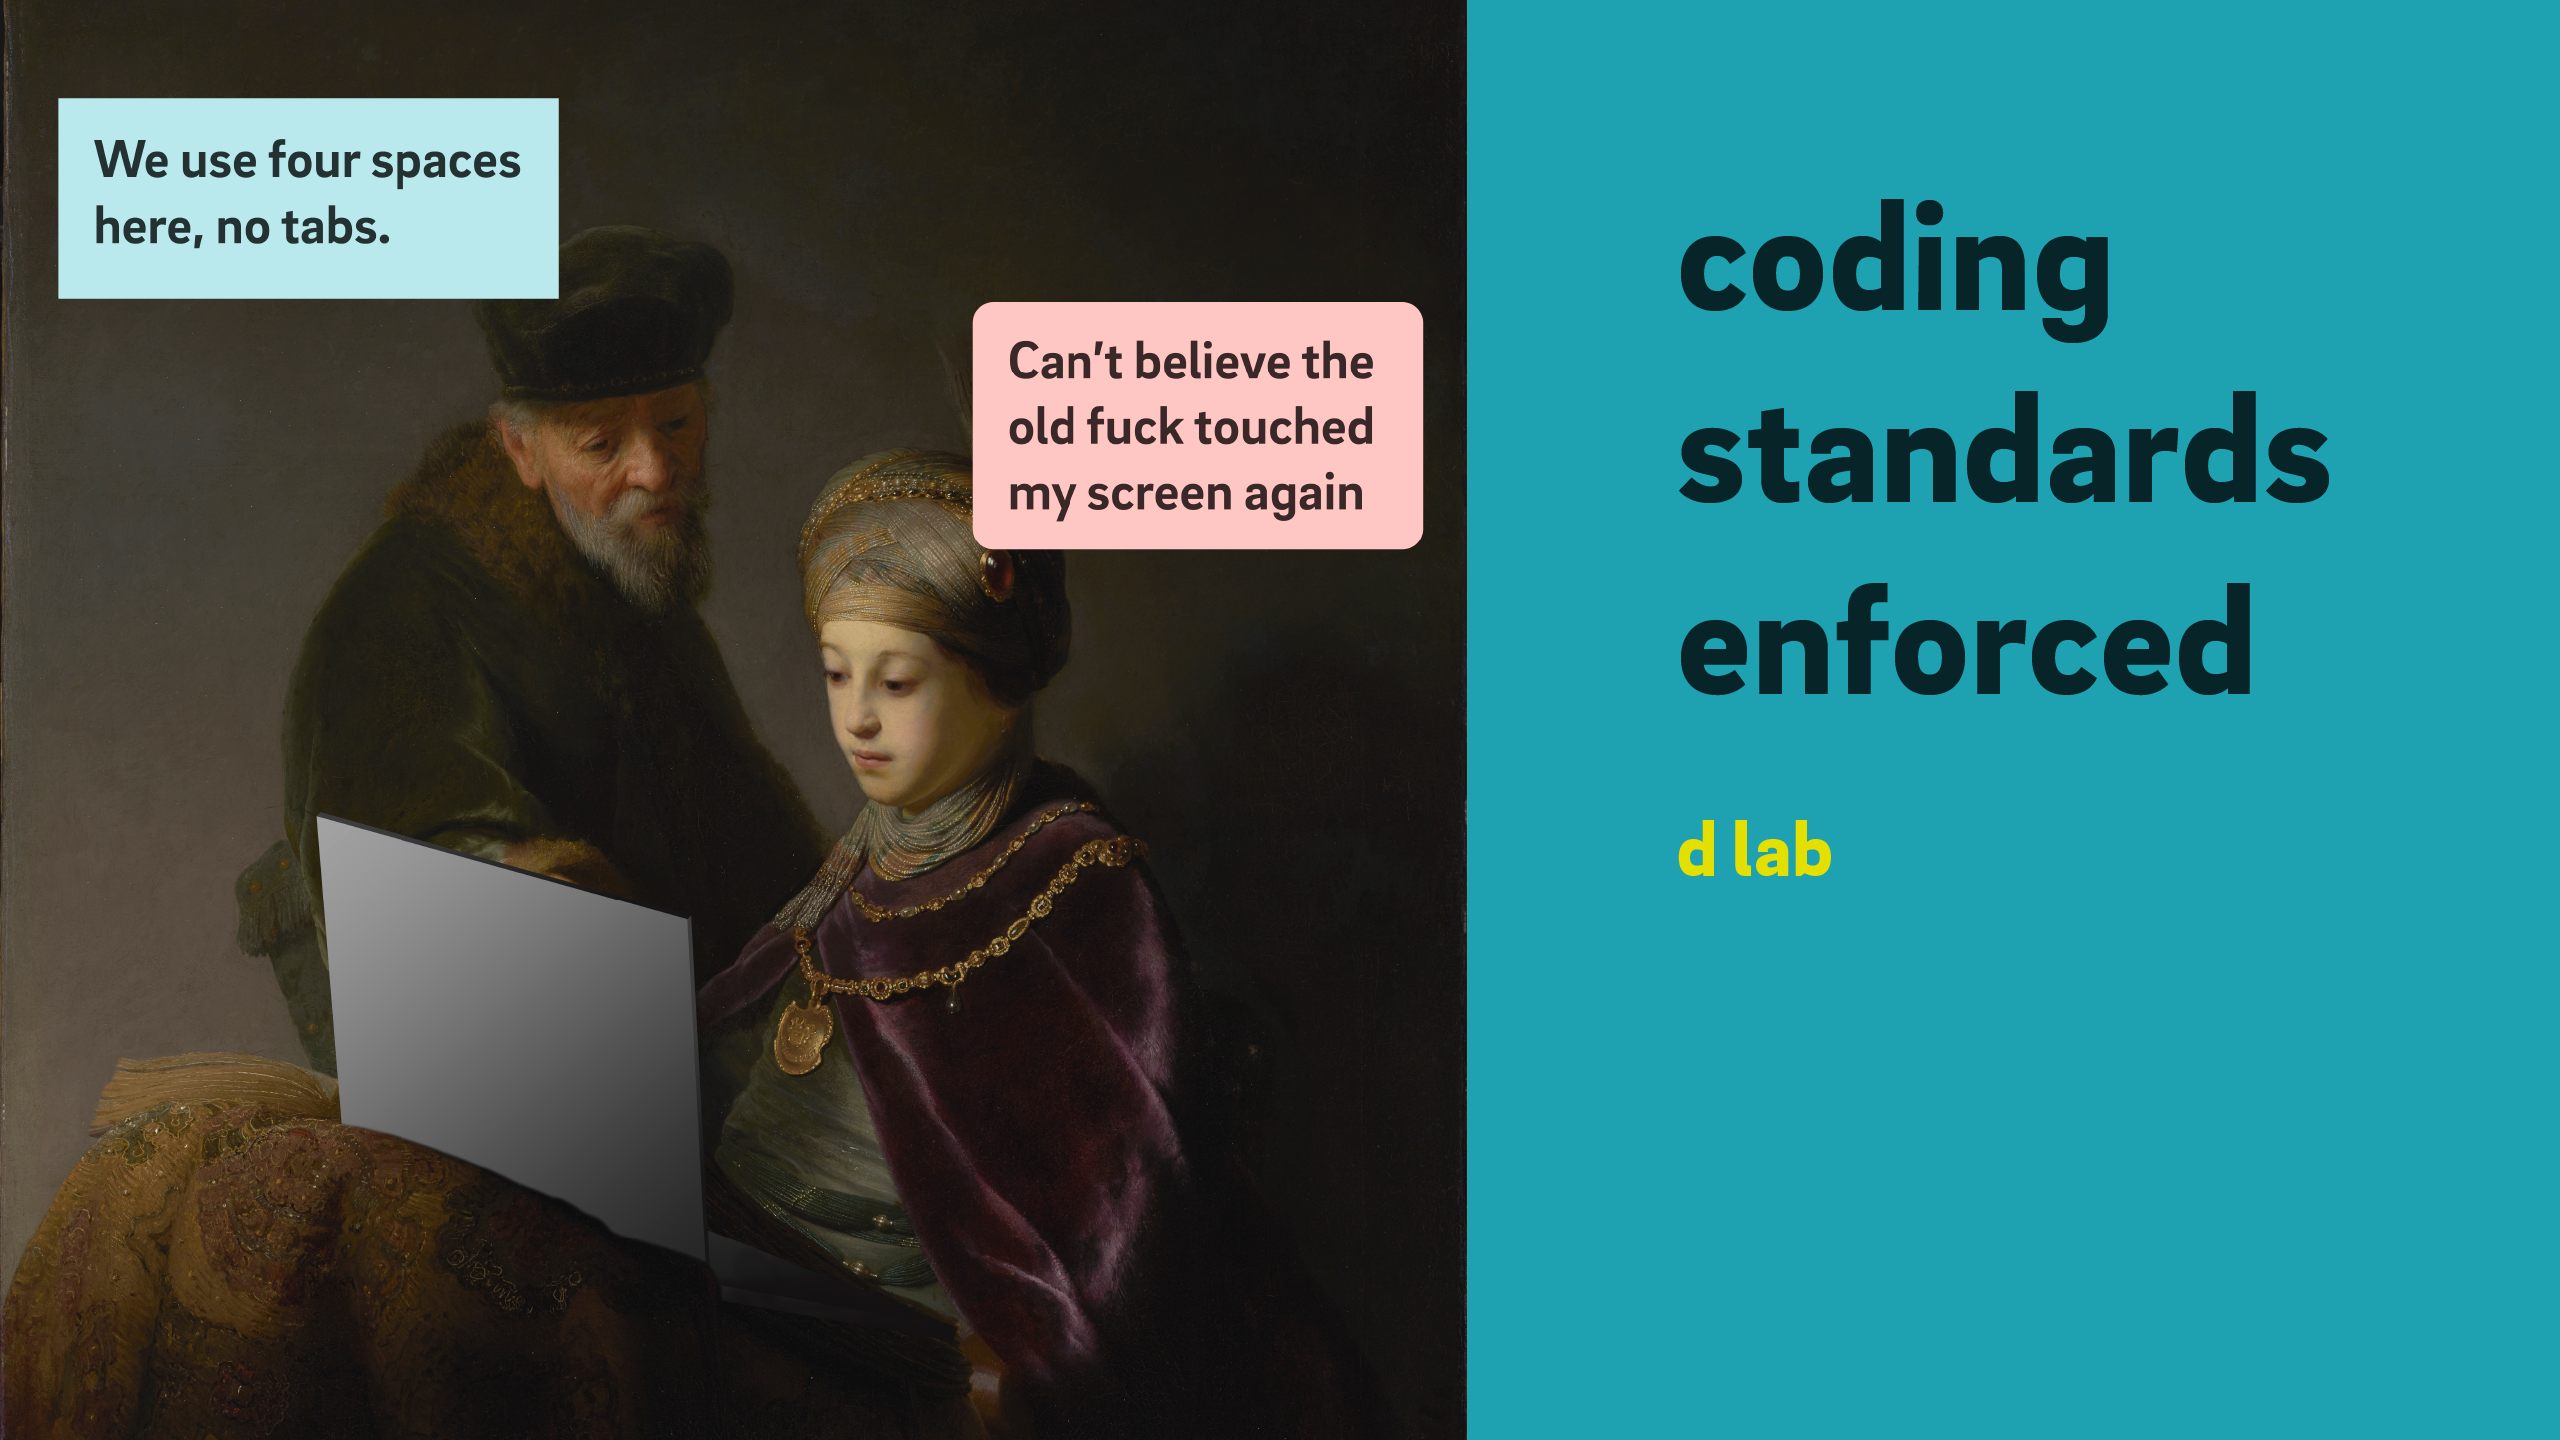 We use four spaces
here, no tabs.
Can't believe the
old fuck touched
my screen again
coding
standards
enforced
d lab